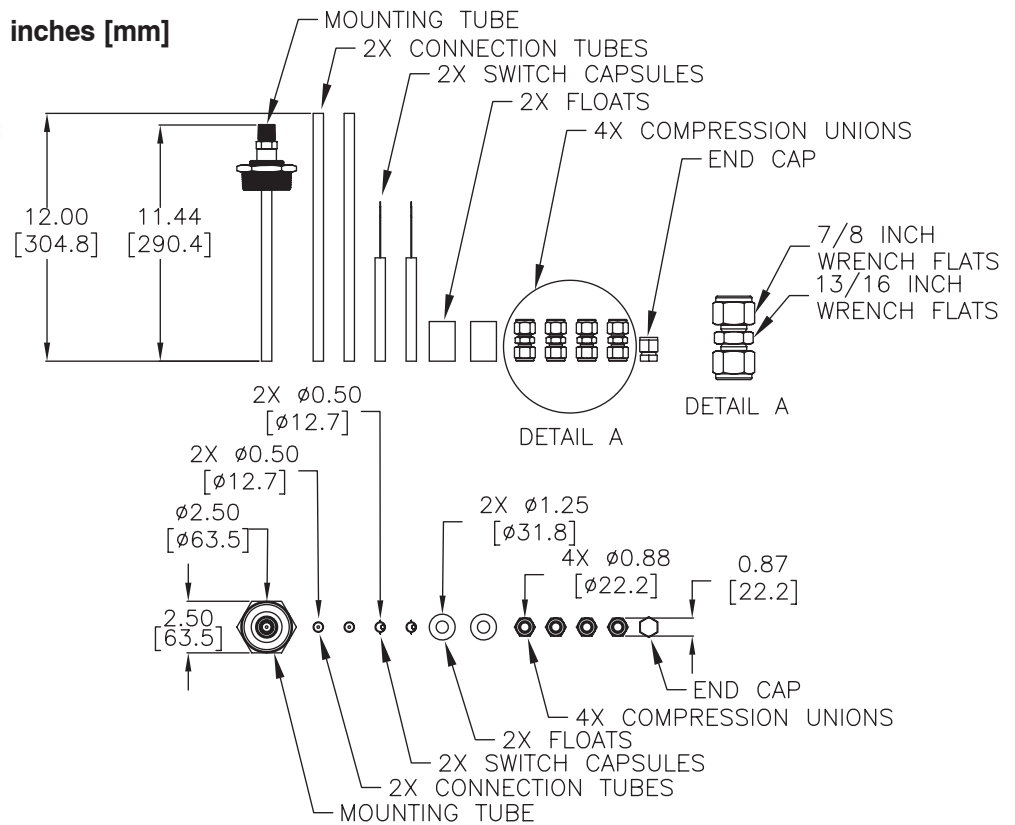 inches [mm]
MOUNTING TUBE
2X CONNECTION TUBES
2X SWITCH CAPSULES
2X FLOATS
4X COMPRESSION UNIONS
END CAP
12.00
[304.8]
11.44
[290.4]
7/8 INCH
WRENCH FLATS
13/16 INCH
WRENCH FLATS
DETAIL A
DETAIL A
2X ø0.50
[ø12.7]
2X ø0.50
[ø12.7]
ø2.50
[ø63.5]
2X ø1.25
[ø31.8]
4X ø0.88
[ø22.2]
0.87
[22.2]
2.50
[63.5]
END CAP
4X COMPRESSION UNIONS
2X FLOATS
2X SWITCH CAPSULES
2X CONNECTION TUBES
MOUNTING TUBE